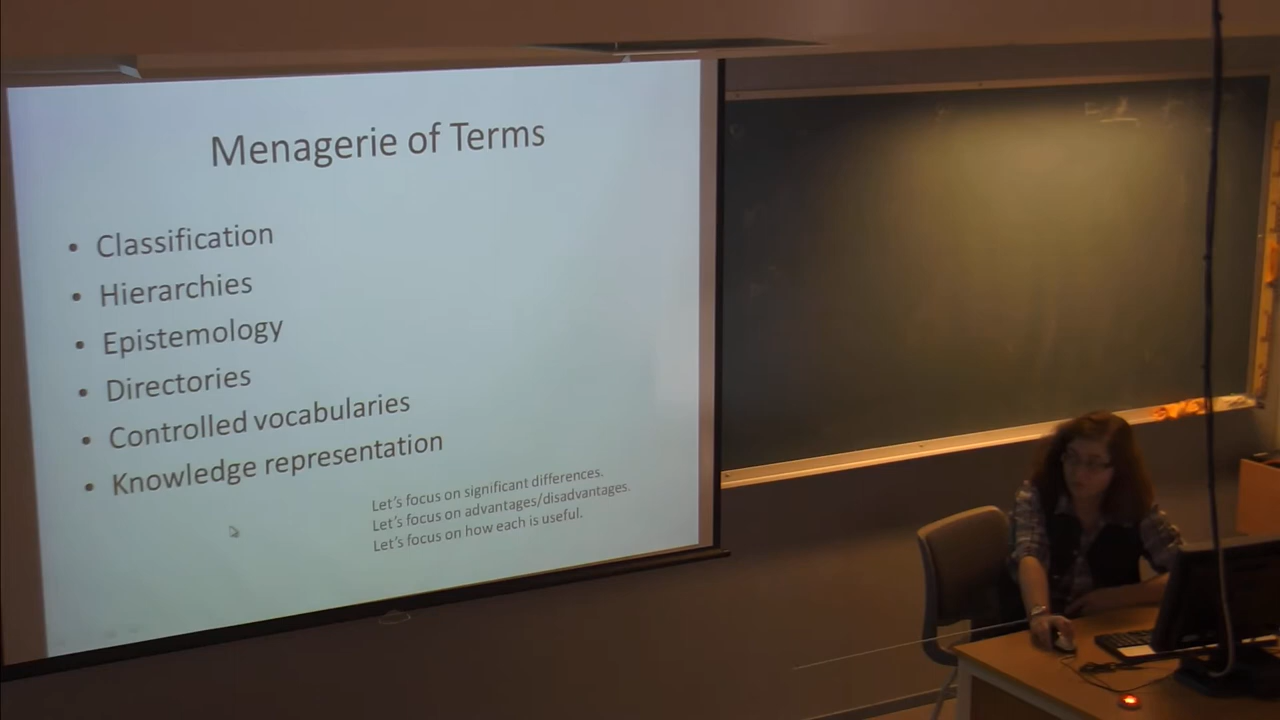 Menagerie of Terms
• Classification
• Hierarchies
• Epistemology
• Directories
• Controlled vocabularies
• Knowledge representation
Let's focus on significant differences.
Let's focus on advantages/disadvantages.
Let's focus on how each is useful.